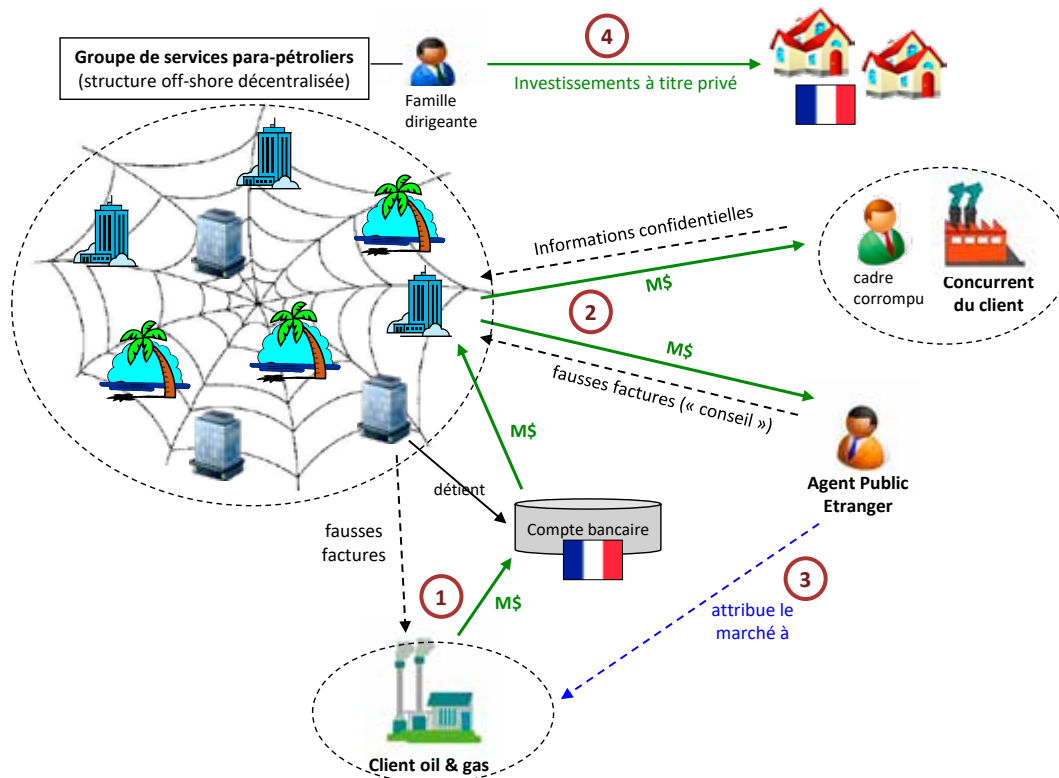 Groupe de services para-pétroliers
(structure off-shore décentralisée)
Famille
dirigeante
4
Investissements à titre privé
Informations confidentielles
M$
2
M$
fausses factures (« conseil »)
cadre
corrompu
Concurrent
du client
Agent Public
Etranger
M$
détient
Compte bancaire
fausses
factures
1
M$
3
attribue le
marché à
Client oil & gas